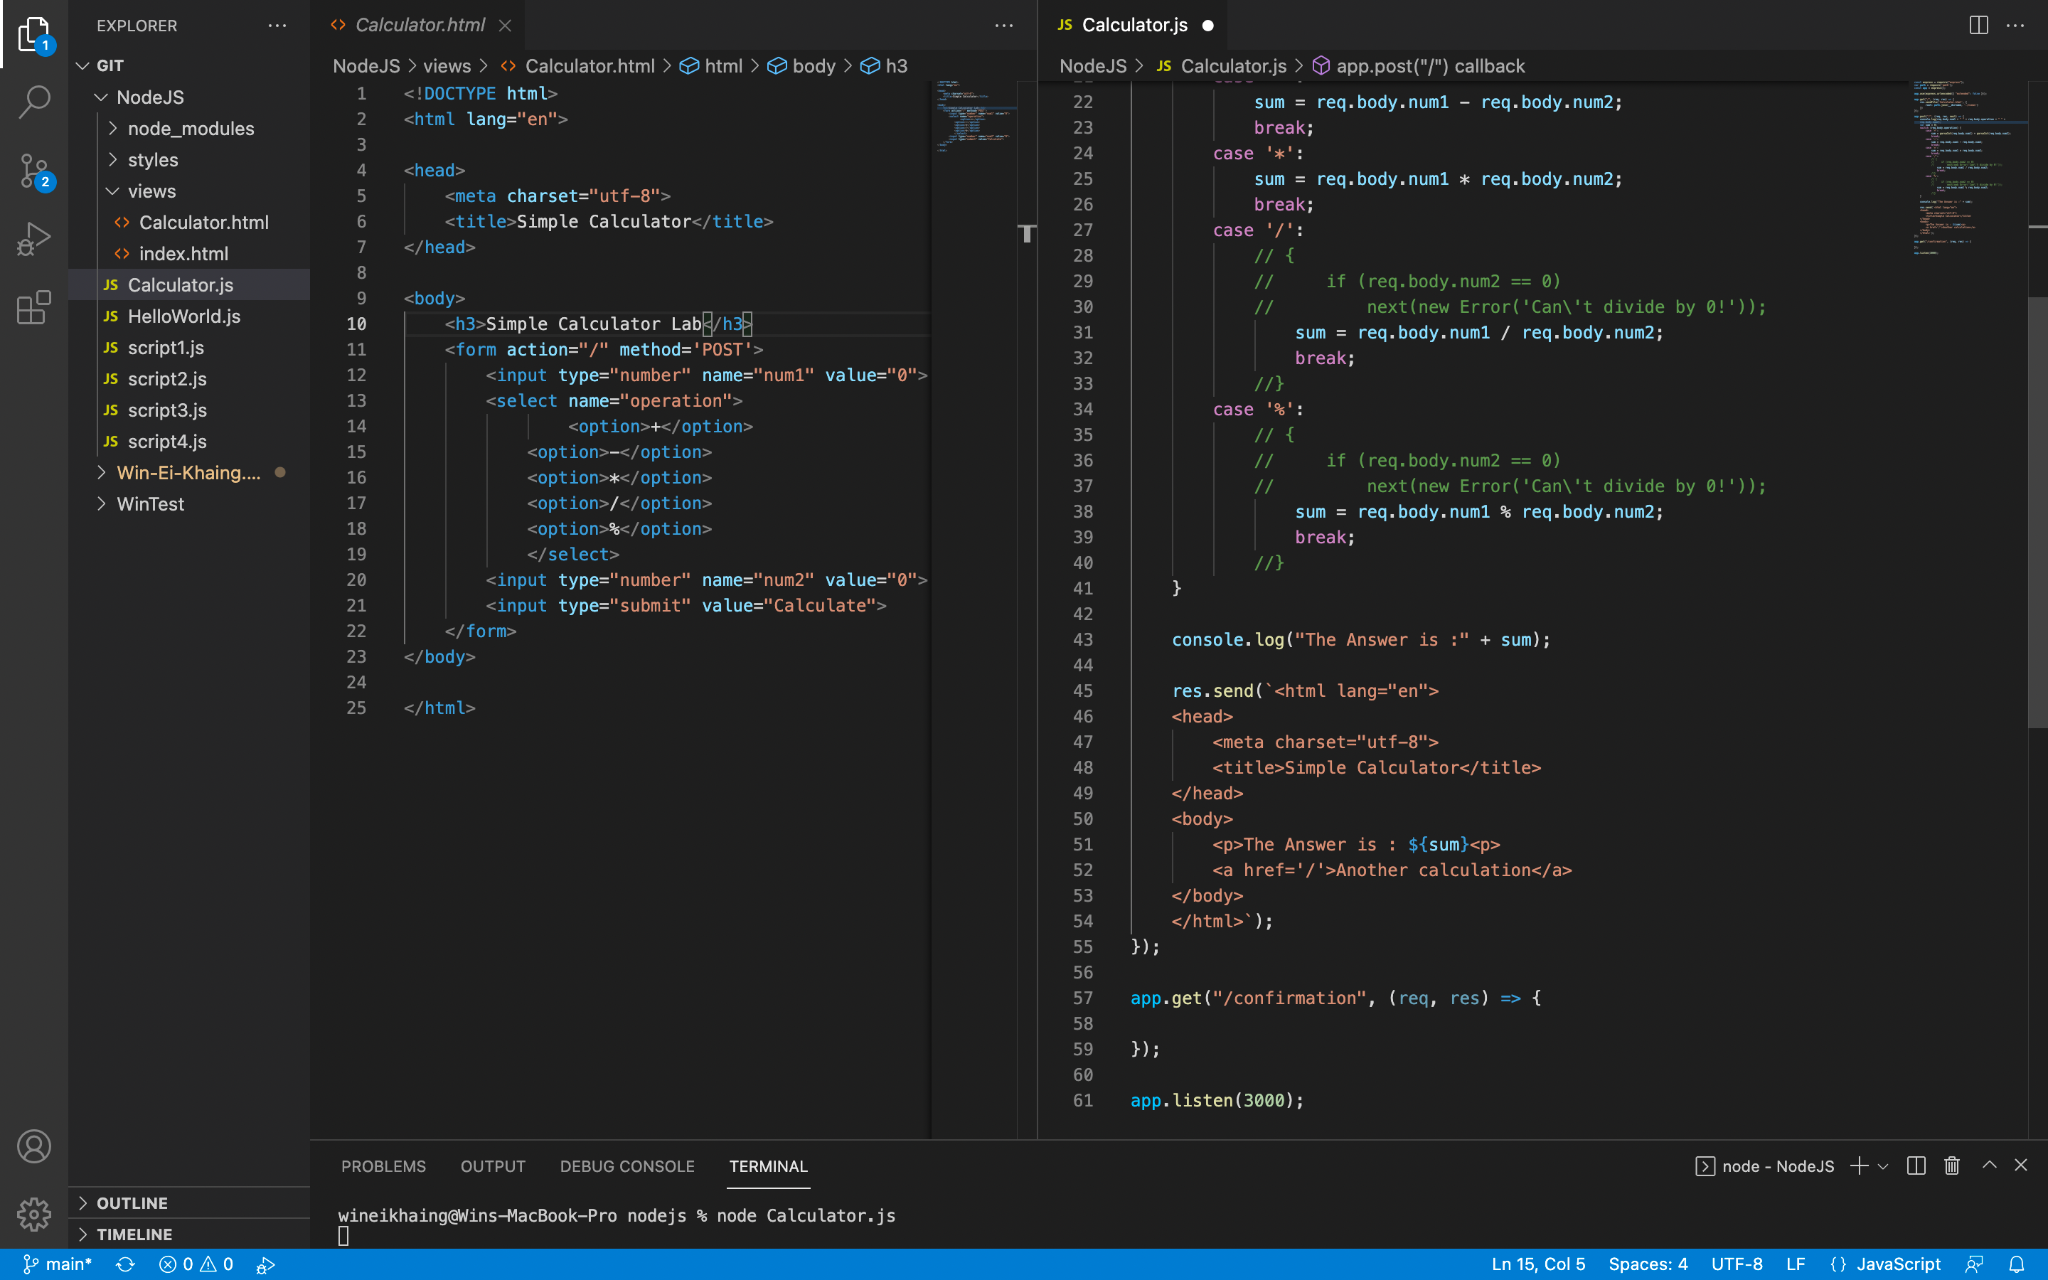 EXPLORER
GIT
NodeJS
node_modules
styles
views
Calculator.html
index.html
JS Calculator.js
JS HelloWorld.js
JS script1.js
JS script2.js
JS script3.js
JS script4.js
Win-Ei-Khaing....
WinTest
OUTLINE
TIMELINE
1
2
Calculator.html
NodeJS > views > Calculator.html > html > body > h3
1 <!DOCTYPE html>
2 <html lang="en">
3
4 <head>
5 <meta charset="utf-8">
6 <title>Simple Calculator</title>
7 </head>
8
9 <body>
10 <h3>Simple Calculator Lab</h3>
11 <form action="/" method='POST'>
12 <input type="number" name="num1" value="0">
13 <select name="operation">
14 <option>+</option>
15 <option>-</option>
16 <option>*</option>
17 <option>/</option>
18 <option>%</option>
19 </select>
20 <input type="number" name="num2" value="0">
21 <input type="submit" value="Calculate">
22 </form>
23 </body>
24
25 </html>
JS Calculator.js
NodeJS > JS Calculator.js > app.post("/") callback
22 sum = req.body.num1 - req.body.num2;
23 break;
24 case '*':
25 sum = req.body.num1 * req.body.num2;
26 break;
27 case '/':
28 // {
29 // if (req.body.num2 == 0)
30 // next(new Error('Can\'t divide by 0!'));
31 sum = req.body.num1 / req.body.num2;
32 break;
33 //}
34 case '%':
35 // {
36 // if (req.body.num2 == 0)
37 // next(new Error('Can\'t divide by 0!'));
38 sum = req.body.num1 % req.body.num2;
39 break;
40 //}
41 }
42
43 console.log("The Answer is :" + sum);
44
45 res.send(`<html lang="en">
46 <head>
47 <meta charset="utf-8">
48 <title>Simple Calculator</title>
49 </head>
50 <body>
51 <p>The Answer is : ${sum}<p>
52 <a href='/'>Another calculation</a>
53 </body>
54 </html>`);
55 });
56
57 app.get("/confirmation", (req, res) => {
58
59 });
60
61 app.listen(3000);
PROBLEMS OUTPUT DEBUG CONSOLE TERMINAL
node - NodeJS
wineikhaing@Wins-MacBook-Pro nodejs % node Calculator.js
main* 0 0
Ln 15, Col 5 Spaces: 4 UTF-8 LF {} JavaScript